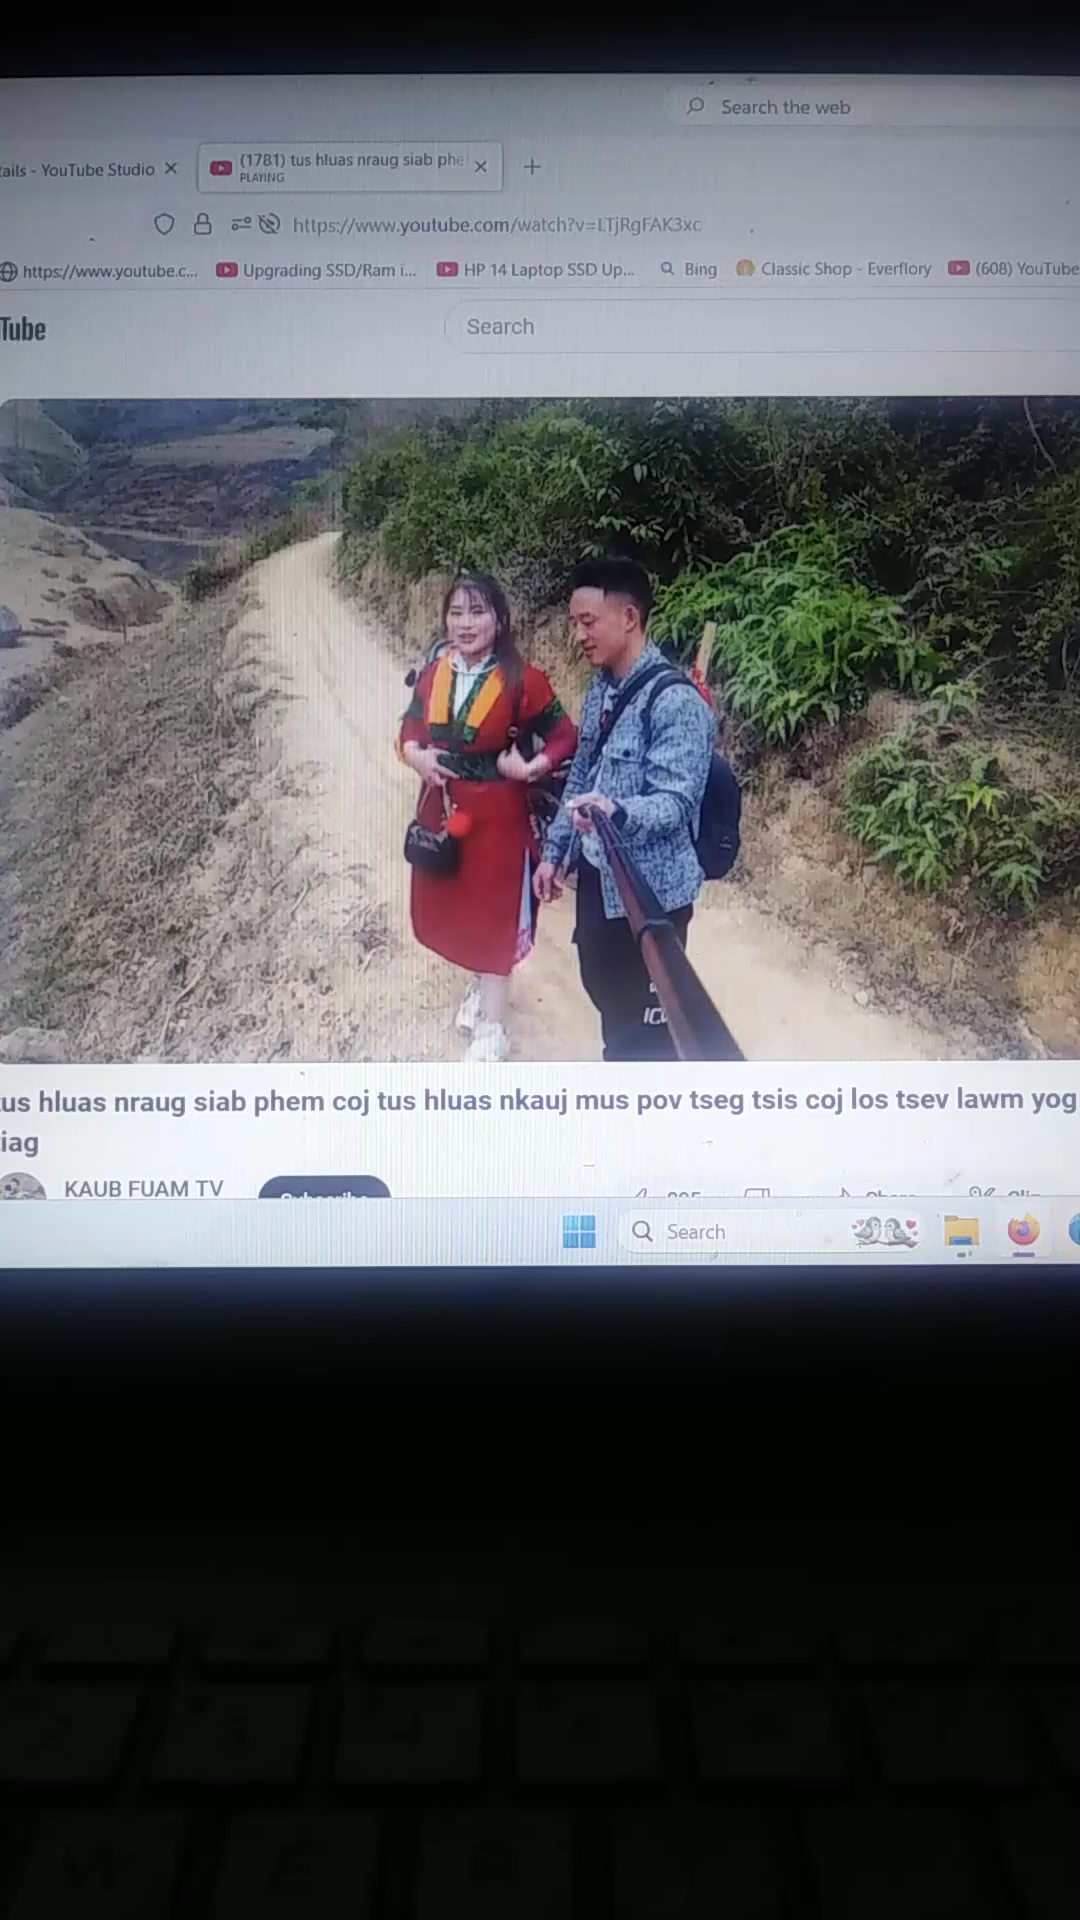 Search the web
ails - YouTube Studio
(1781) tus hluas nraug siab phe
PLAYING
https://www.youtube.com/watch?v=LTjRgFAK3xc
https://www.youtube.c... Upgrading SSD/Ram i... HP 14 Laptop SSD Up... Bing Classic Shop - Everflory (608) YouTube
Tube
Search
tus hluas nraug siab phem coj tus hluas nkauj mus pov tseg tsis coj los tsev lawm yog
iag
KAUB FUAM TV
Search